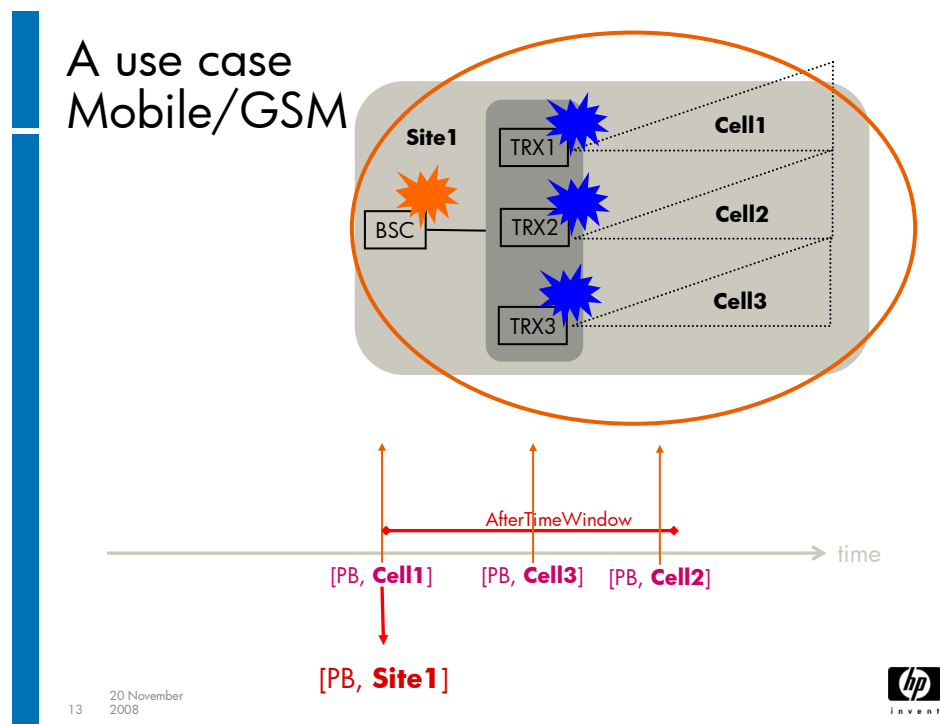 A use case
Mobile/GSM
Site1
TRX1
Cell1
BSC
TRX2
Cell2
Cell3
TRX3
AfterTimeWindow
time
[PB, Cell1]
[PB, Cell3]
[PB, Cell2]
[PB, Site1]
13
20 November
2008
hp
invent